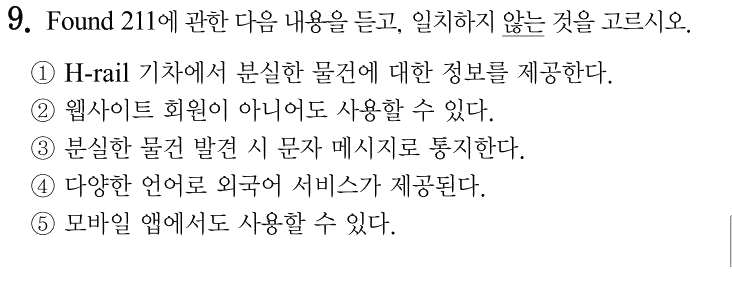 9. Found 211에 관한 다음 내용을 듣고, 일치하지 않는 것을 고르시오.
① H-rail 기차에서 분실한 물건에 대한 정보를 제공한다.
② 웹사이트 회원이 아니어도 사용할 수 있다.
③ 분실한 물건 발견 시 문자 메시지로 통지한다.
④ 다양한 언어로 외국어 서비스가 제공된다.
⑤ 모바일 앱에서도 사용할 수 있다.